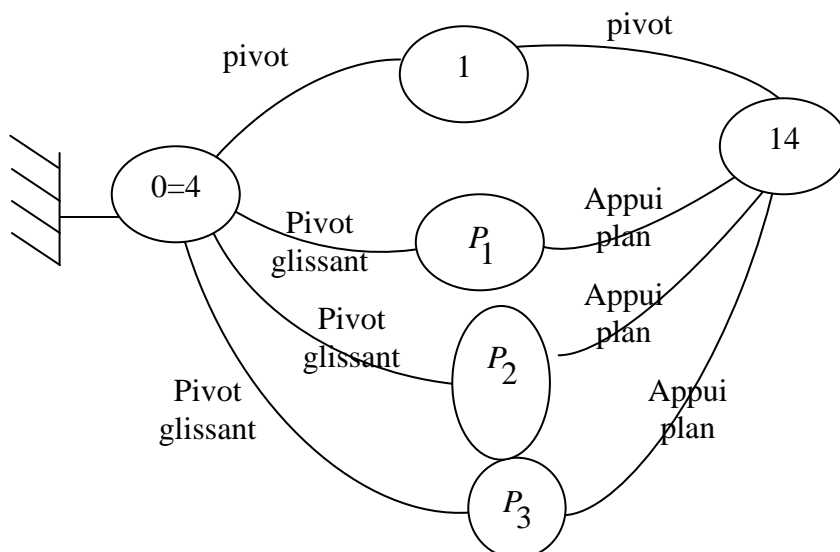 pivot
pivot
1
14
0=4
Pivot
glissant
P1
Appui
plan
Pivot
glissant
P2
Appui
plan
Pivot
glissant
P3
Appui
plan